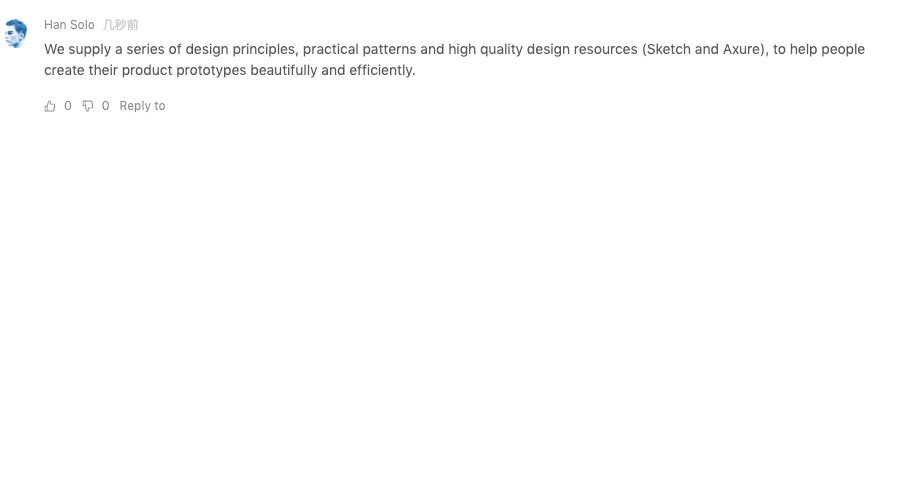 Han Solo 几秒前
We supply a series of design principles, practical patterns and high quality design resources (Sketch and Axure), to help people
create their product prototypes beautifully and efficiently.
0 0 Reply to